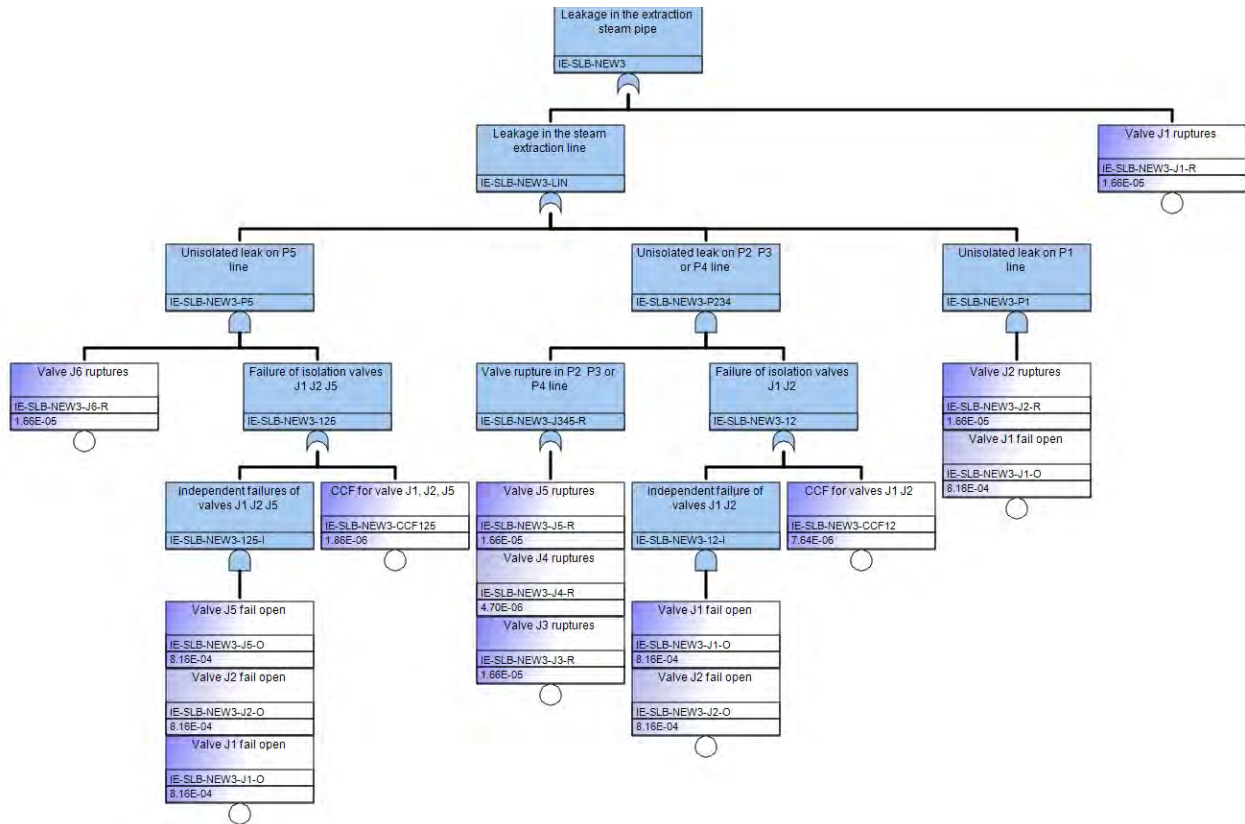 Leakage in the extraction
steam pipe
IE-SLB-NEW3
Leakage in the steam
extraction line
IE-SLB-NEW3-LIN
Valve J1 ruptures
IE-SLB-NEW3-J1-R
1.66E-05
Unisolated leak on P5
line
IE-SLB-NEW3-P5
Unisolated leak on P2 P3
or P4 line
IE-SLB-NEW3-P234
Unisolated leak on P1
line
IE-SLB-NEW3-P1
Valve J6 ruptures
IE-SLB-NEW3-J6-R
1.66E-05
Failure of isolation valves
J1 J2 J5
IE-SLB-NEW3-125
Valve rupture in P2 P3 or
P4 line
IE-SLB-NEW3-J345-R
Failure of isolation valves
J1 J2
IE-SLB-NEW3-12
Valve J2 ruptures
IE-SLB-NEW3-J2-R
1.66E-05
Valve J1 fail open
IE-SLB-NEW3-J1-O
8.16E-04
Independent failures of
valves J1 J2 J5
IE-SLB-NEW3-125-I
CCF for valve J1, J2, J5
IE-SLB-NEW3-CCF125
1.86E-06
Valve J5 ruptures
IE-SLB-NEW3-J5-R
1.66E-05
Valve J4 ruptures
IE-SLB-NEW3-J4-R
4.70E-06
Valve J3 ruptures
IE-SLB-NEW3-J3-R
1.66E-05
Independent failure of
valves J1 J2
IE-SLB-NEW3-12-I
CCF for valves J1 J2
IE-SLB-NEW3-CCF12
7.64E-06
Valve J5 fail open
IE-SLB-NEW3-J5-O
8.16E-04
Valve J2 fail open
IE-SLB-NEW3-J2-O
8.16E-04
Valve J1 fail open
IE-SLB-NEW3-J1-O
8.16E-04
Valve J1 fail open
IE-SLB-NEW3-J1-O
8.16E-04
Valve J2 fail open
IE-SLB-NEW3-J2-O
8.16E-04